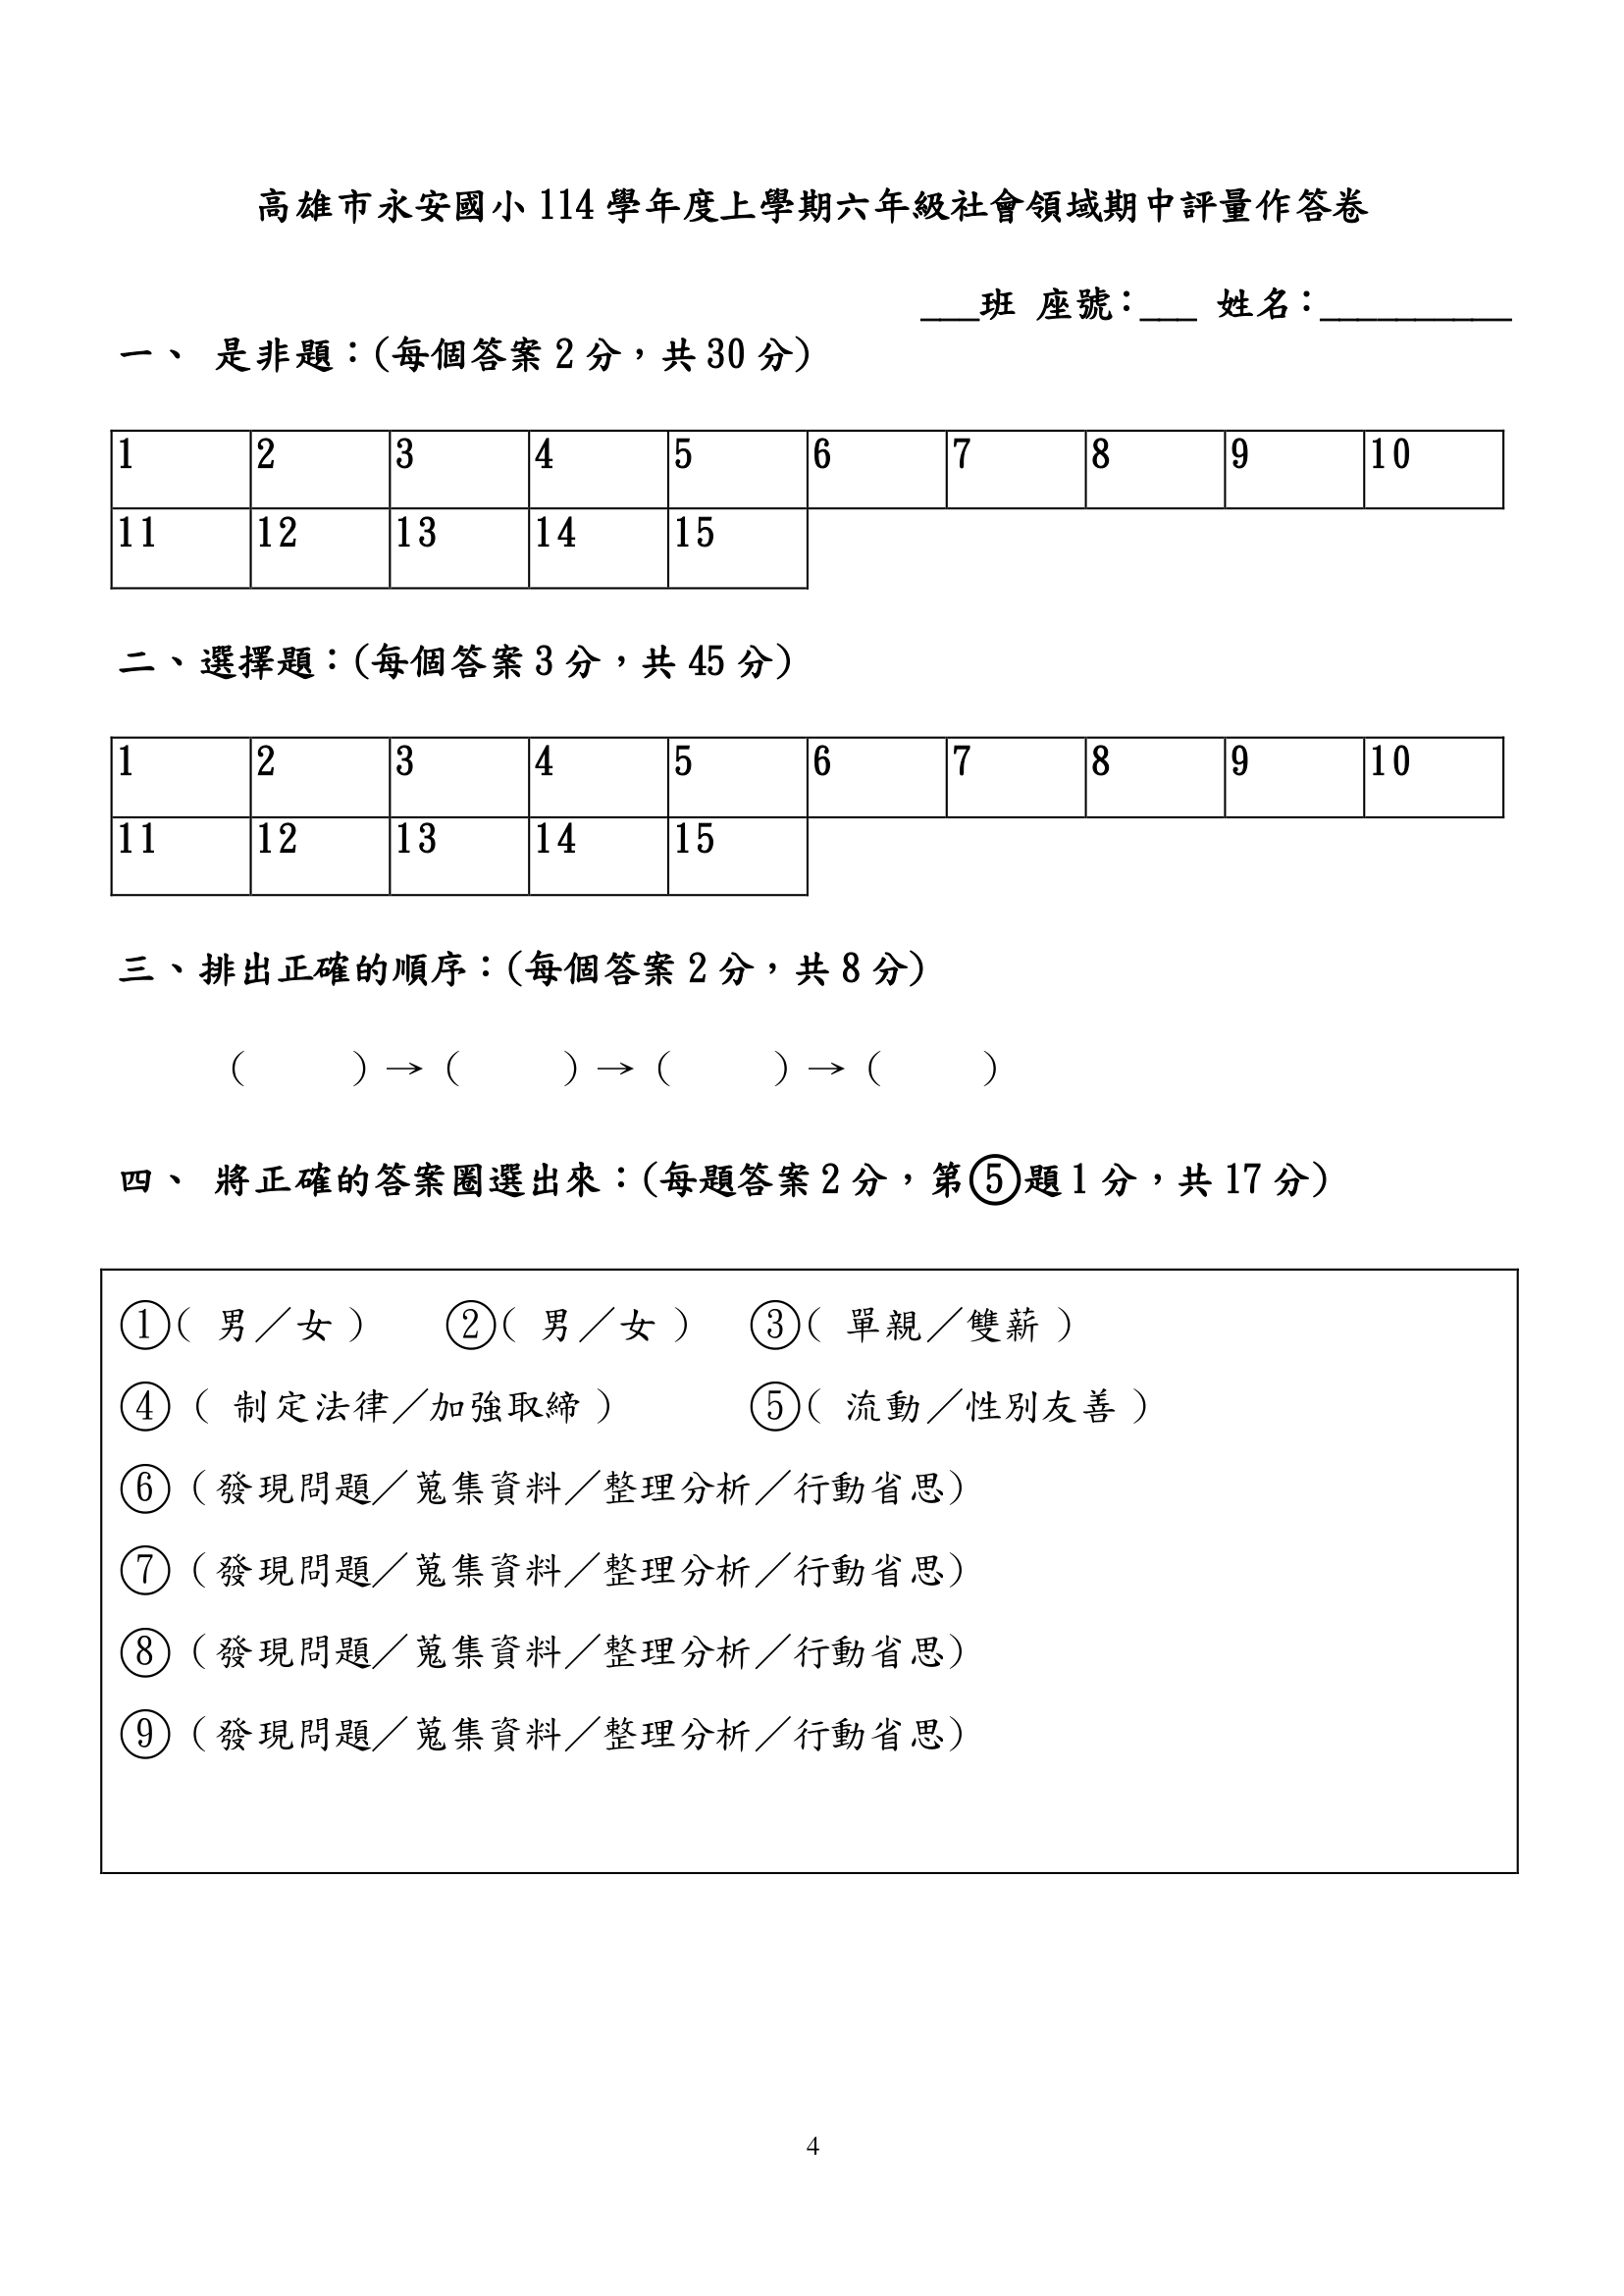 高雄市永安國小 114 學年度上學期六年級社會領域期中評量作答卷
___班 座號:___ 姓名:__________
一、 是非題：(每個答案 2 分，共 30 分)
1 2 3 4 5 6 7 8 9 10
11 12 13 14 15
二、選擇題：(每個答案 3 分，共 45 分)
1 2 3 4 5 6 7 8 9 10
11 12 13 14 15
三、排出正確的順序：(每個答案 2 分，共 8 分)
（　　）→（　　）→（　　）→（　　）
四、 將正確的答案圈選出來：(每題答案 2 分，第⑤題 1 分，共 17 分)
①( 男／女 ) ②( 男／女 ) ③( 單親／雙薪 )
④ ( 制定法律／加強取締 ) ⑤( 流動／性別友善 )
⑥ (發現問題／蒐集資料／整理分析／行動省思)
⑦ (發現問題／蒐集資料／整理分析／行動省思)
⑧ (發現問題／蒐集資料／整理分析／行動省思)
⑨ (發現問題／蒐集資料／整理分析／行動省思)
4